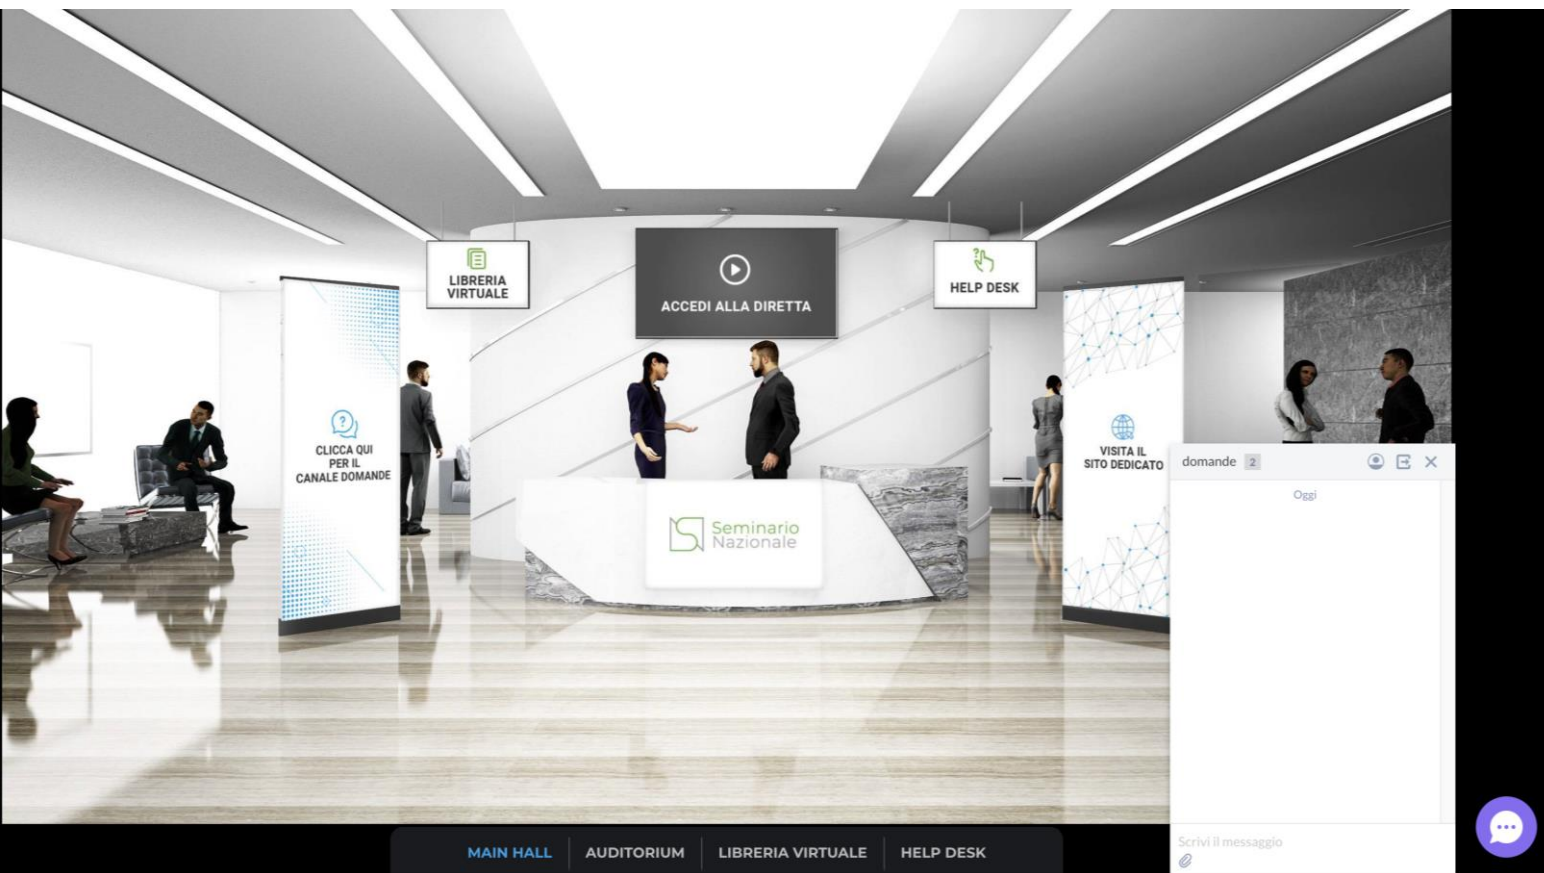 LIBRERIA
VIRTUALE
ACCEDI ALLA DIRETTA
HELP DESK
CLICCA QUI
PER IL
CANALE DOMANDE
VISITA IL
SITO DEDICATO
Seminario
Nazionale
domande 2
Oggi
Scrivi il messaggio
MAIN HALL
AUDITORIUM
LIBRERIA VIRTUALE
HELP DESK